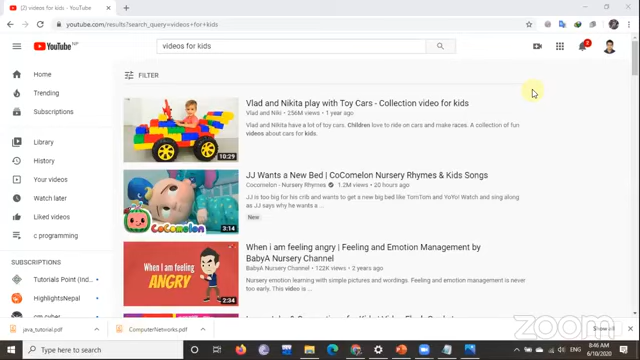 (2) videos for kids - YouTube
youtube.com/results?search_query=videos+for+kids
YouTube NP
videos for kids
Home
Trending
Subscriptions
Library
History
Your videos
Watch later
Liked videos
c programming
SUBSCRIPTIONS
Tutorials Point (Ind...
HighlightsNepal
FILTER
10:29
Vlad and Nikita play with Toy Cars - Collection video for kids
Vlad and Niki • 256M views • 1 year ago
Vlad and Nikita have a lot of toy cars. Children love to ride on cars and make races. A collection of fun
videos about cars for kids.
COCOMELON
3:14
JJ Wants a New Bed | CoComelon Nursery Rhymes & Kids Songs
Cocomelon - Nursery Rhymes 1.2M views • 20 hours ago
JJ is too big for his crib and wants to get a new big bed like TomTom and YoYo! Watch and sing along
as JJ says why he wants a ...
New
When I am feeling
ANGRY
2:34
When i am feeling angry | Feeling and Emotion Management by
BabyA Nursery Channel
BabyA Nursery Channel • 122K views • 2 years ago
Emotional nursery learning with simple pictures and wordings. Feeling and emotion management is never
too early. This video is ...
java_tutorial.pdf
ComputerNetworks.pdf
Show all
zoom
Type here to search
ENG
8:46 AM
6/10/2020